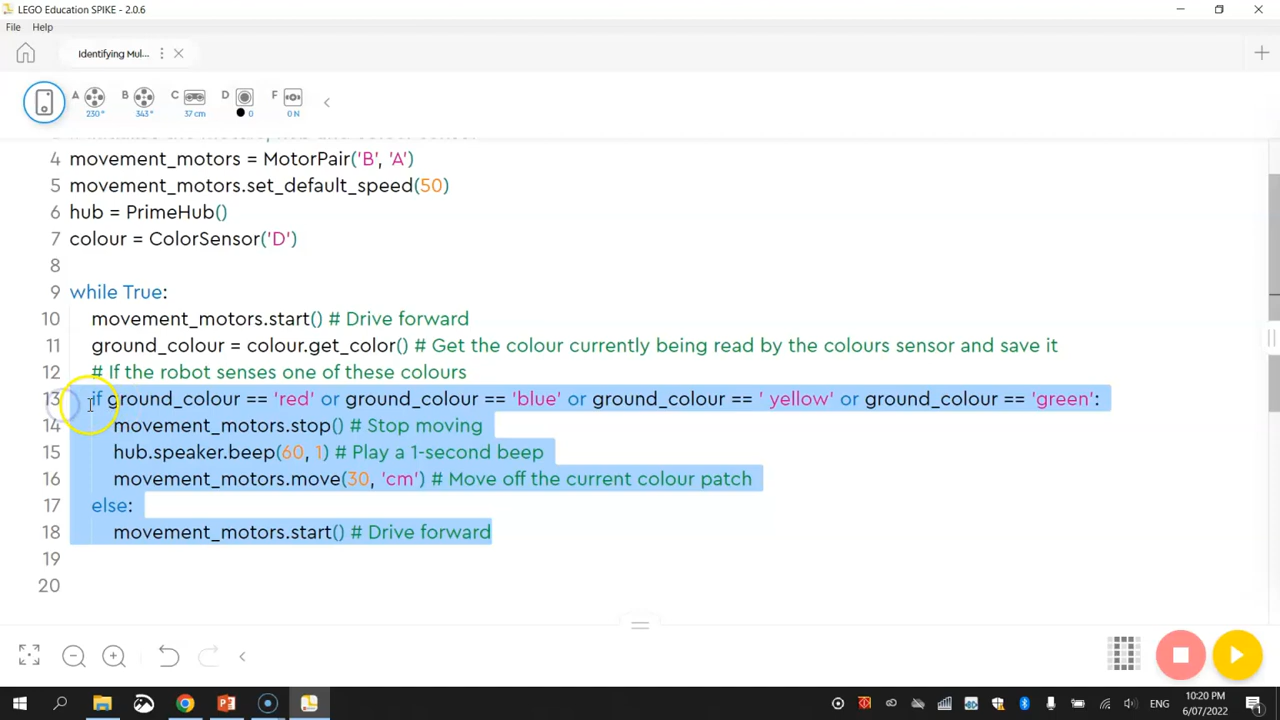 LEGO Education SPIKE - 2.0.6
File Help
Identifying Mul...
A B C D F
230° 343° 37 cm 0 0 N
4 movement_motors = MotorPair('B', 'A')
5 movement_motors.set_default_speed(50)
6 hub = PrimeHub()
7 colour = ColorSensor('D')
8
9 while True:
10 movement_motors.start() # Drive forward
11 ground_colour = colour.get_color() # Get the colour currently being read by the colours sensor and save it
12 # If the robot senses one of these colours
13 if ground_colour == 'red' or ground_colour == 'blue' or ground_colour == ' yellow' or ground_colour == 'green':
14 movement_motors.stop() # Stop moving
15 hub.speaker.beep(60, 1) # Play a 1-second beep
16 movement_motors.move(30, 'cm') # Move off the current colour patch
17 else:
18 movement_motors.start() # Drive forward
19
20
ENG
10:20 PM
6/07/2022
1